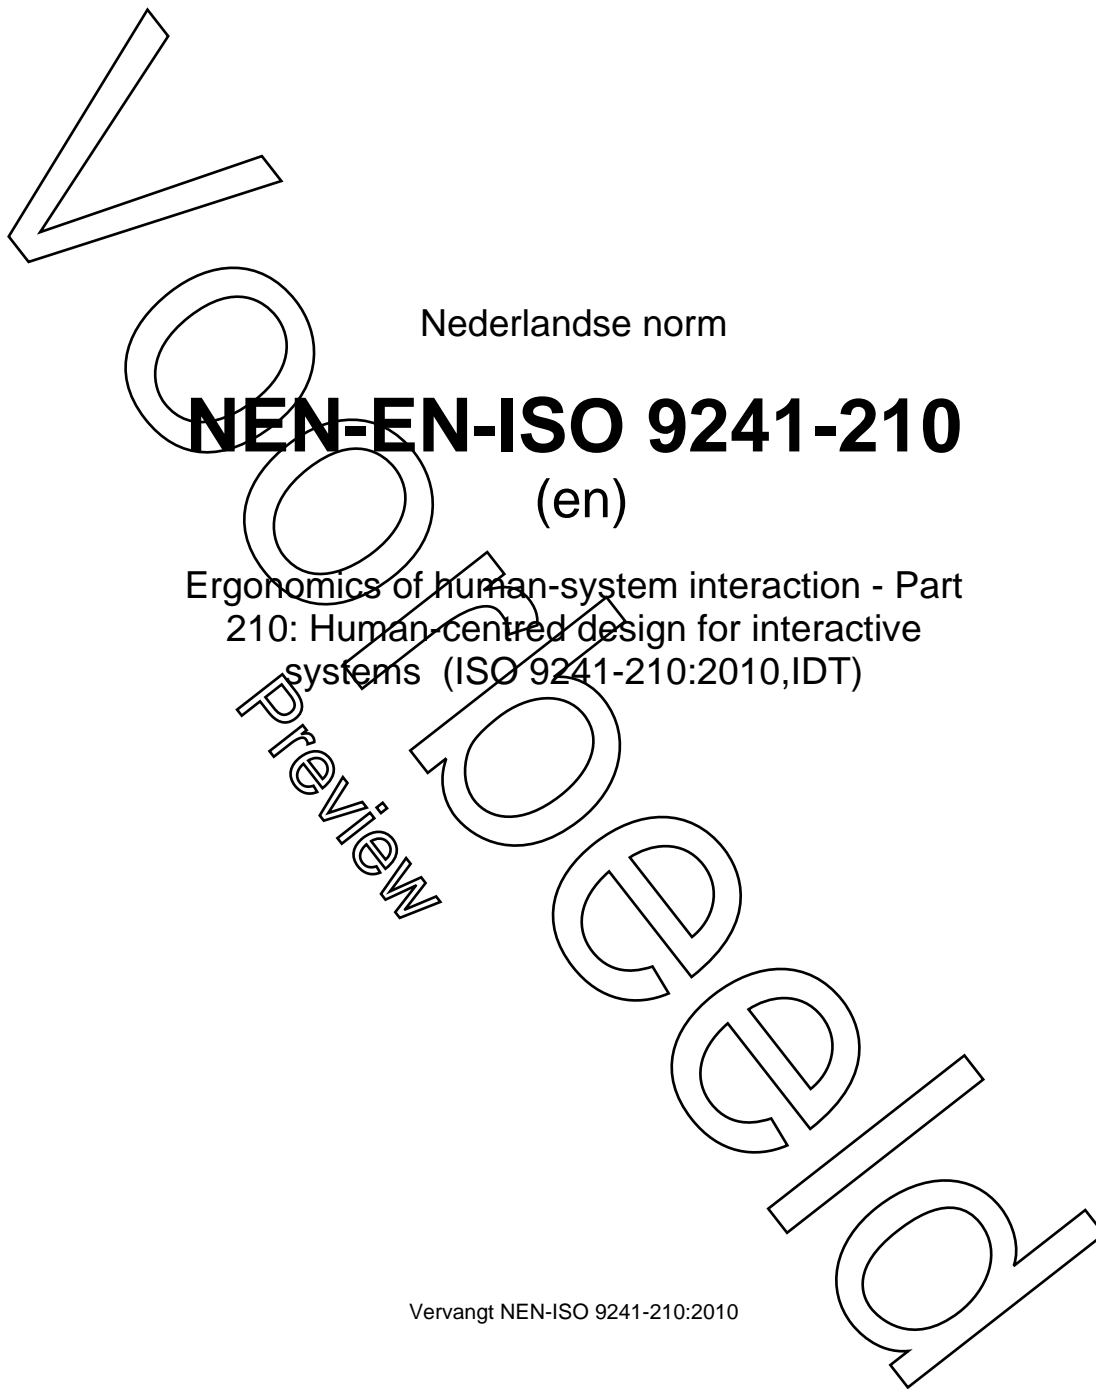 Nederlandse norm
NEN-EN-ISO 9241-210
(en)
Ergonomics of human-system interaction - Part
210: Human-centred design for interactive
systems (ISO 9241-210:2010,IDT)
Voorbeeld
Preview
Vervangt NEN-ISO 9241-210:2010